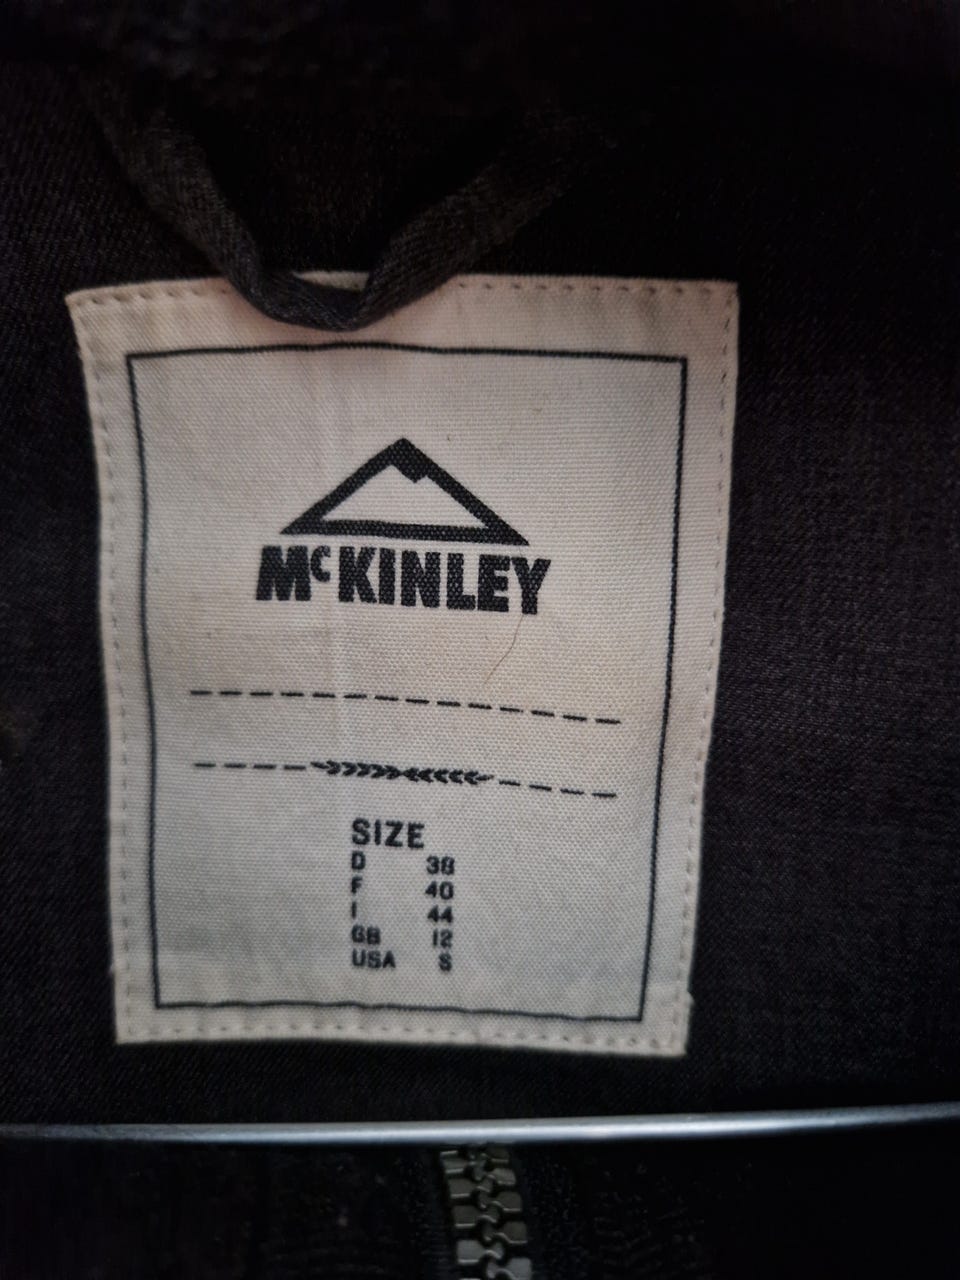 McKINLEY
SIZE
D 38
F 40
I 44
GB 12
USA S